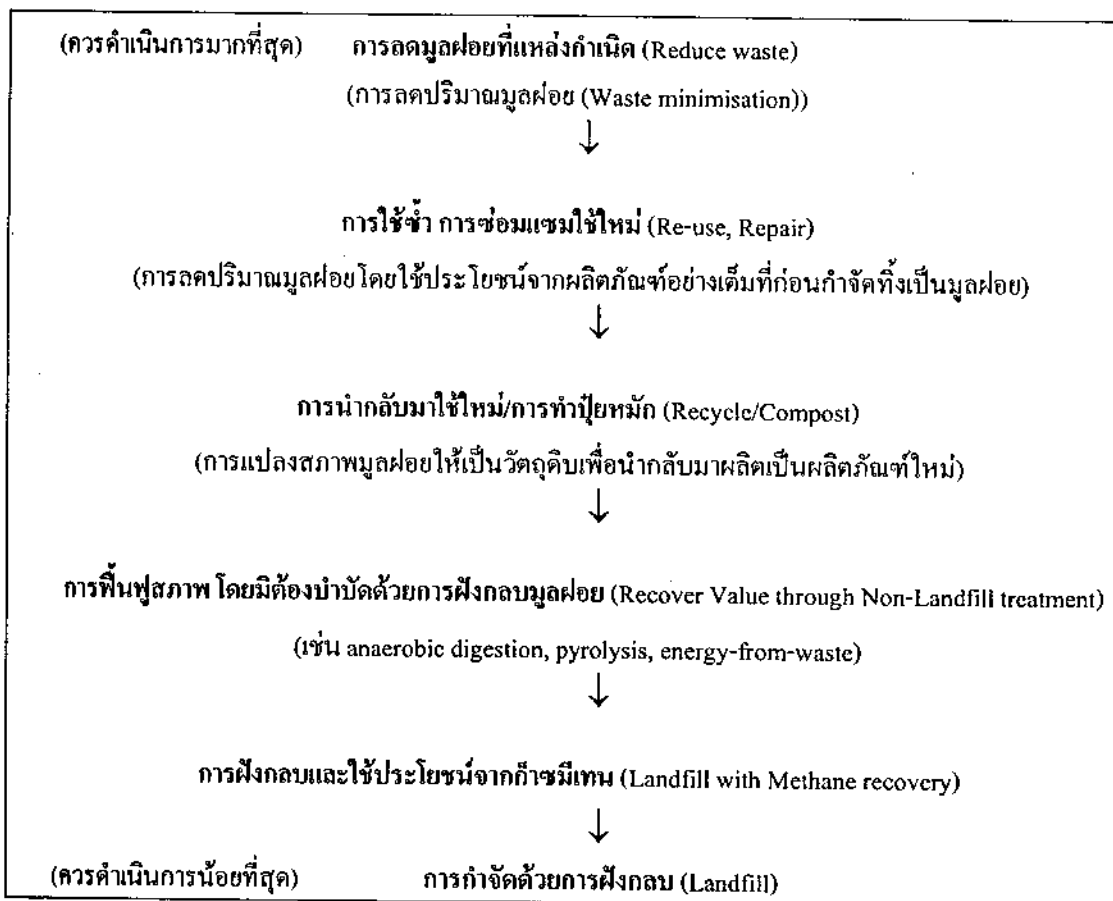 (ควรดำเนินการมากที่สุด) การลดมูลฝอยที่แหล่งกำเนิด (Reduce waste)
(การลดปริมาณมูลฝอย (Waste minimisation))
↓
การใช้ซ้ำ การซ่อมแซมใช้ใหม่ (Re-use, Repair)
(การลดปริมาณมูลฝอยโดยใช้ประโยชน์จากผลิตภัณฑ์อย่างเต็มที่ก่อนกำจัดทิ้งเป็นมูลฝอย)
↓
การนำกลับมาใช้ใหม่/การทำปุ๋ยหมัก (Recycle/Compost)
(การแปลงสภาพมูลฝอยให้เป็นวัตถุดิบเพื่อนำกลับมาผลิตเป็นผลิตภัณฑ์ใหม่)
↓
การฟื้นฟูสภาพ โดยมิต้องบำบัดด้วยการฝังกลบมูลฝอย (Recover Value through Non-Landfill treatment)
(เช่น anaerobic digestion, pyrolysis, energy-from-waste)
↓
การฝังกลบและใช้ประโยชน์จากก๊าซมีเทน (Landfill with Methane recovery)
↓
(ควรดำเนินการน้อยที่สุด) การกำจัดด้วยการฝังกลบ (Landfill)